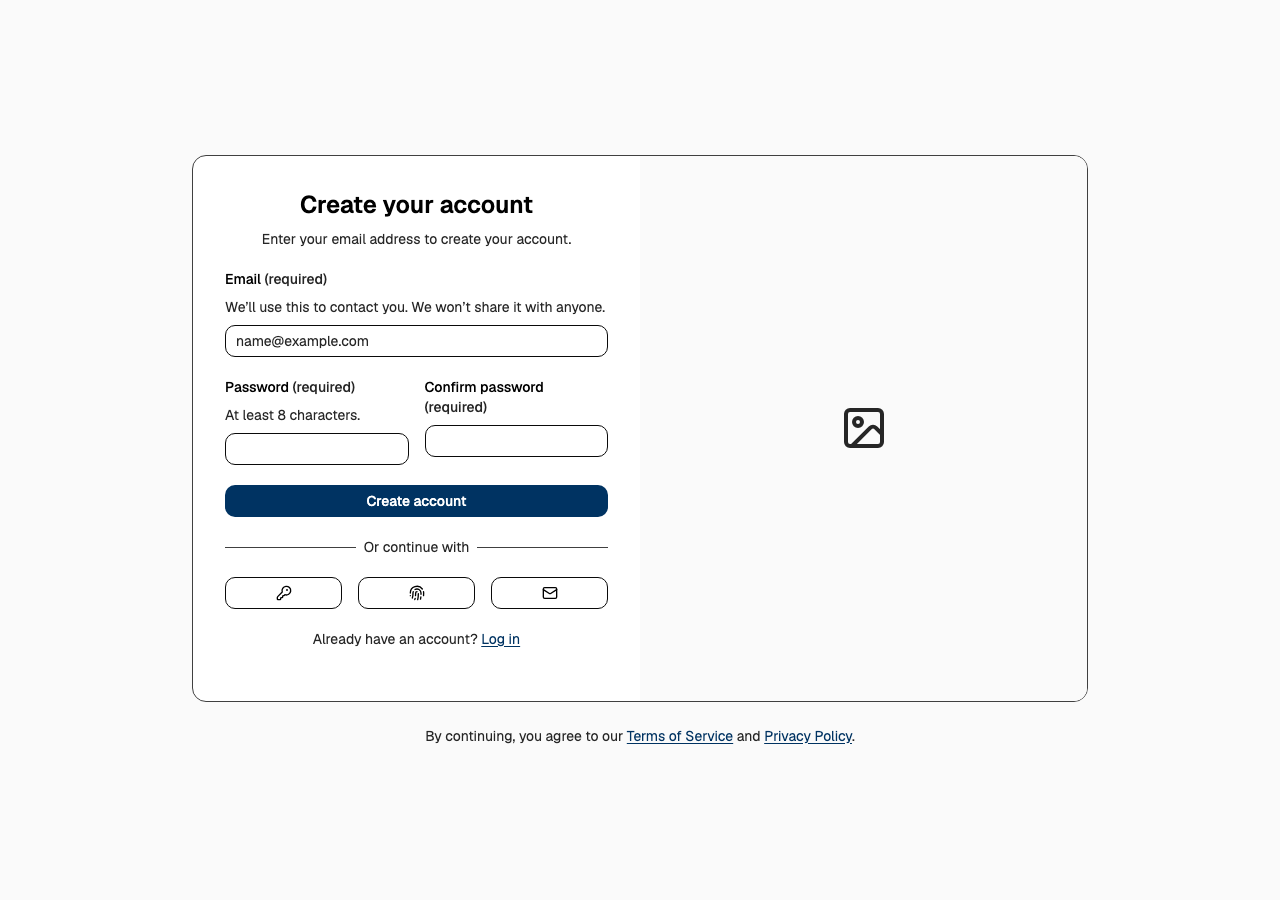 Create your account
Enter your email address to create your account.
Email (required)
We’ll use this to contact you. We won’t share it with anyone.
name@example.com
Password (required)
At least 8 characters.
Confirm password
(required)
Create account
Or continue with
Already have an account? Log in
By continuing, you agree to our Terms of Service and Privacy Policy.